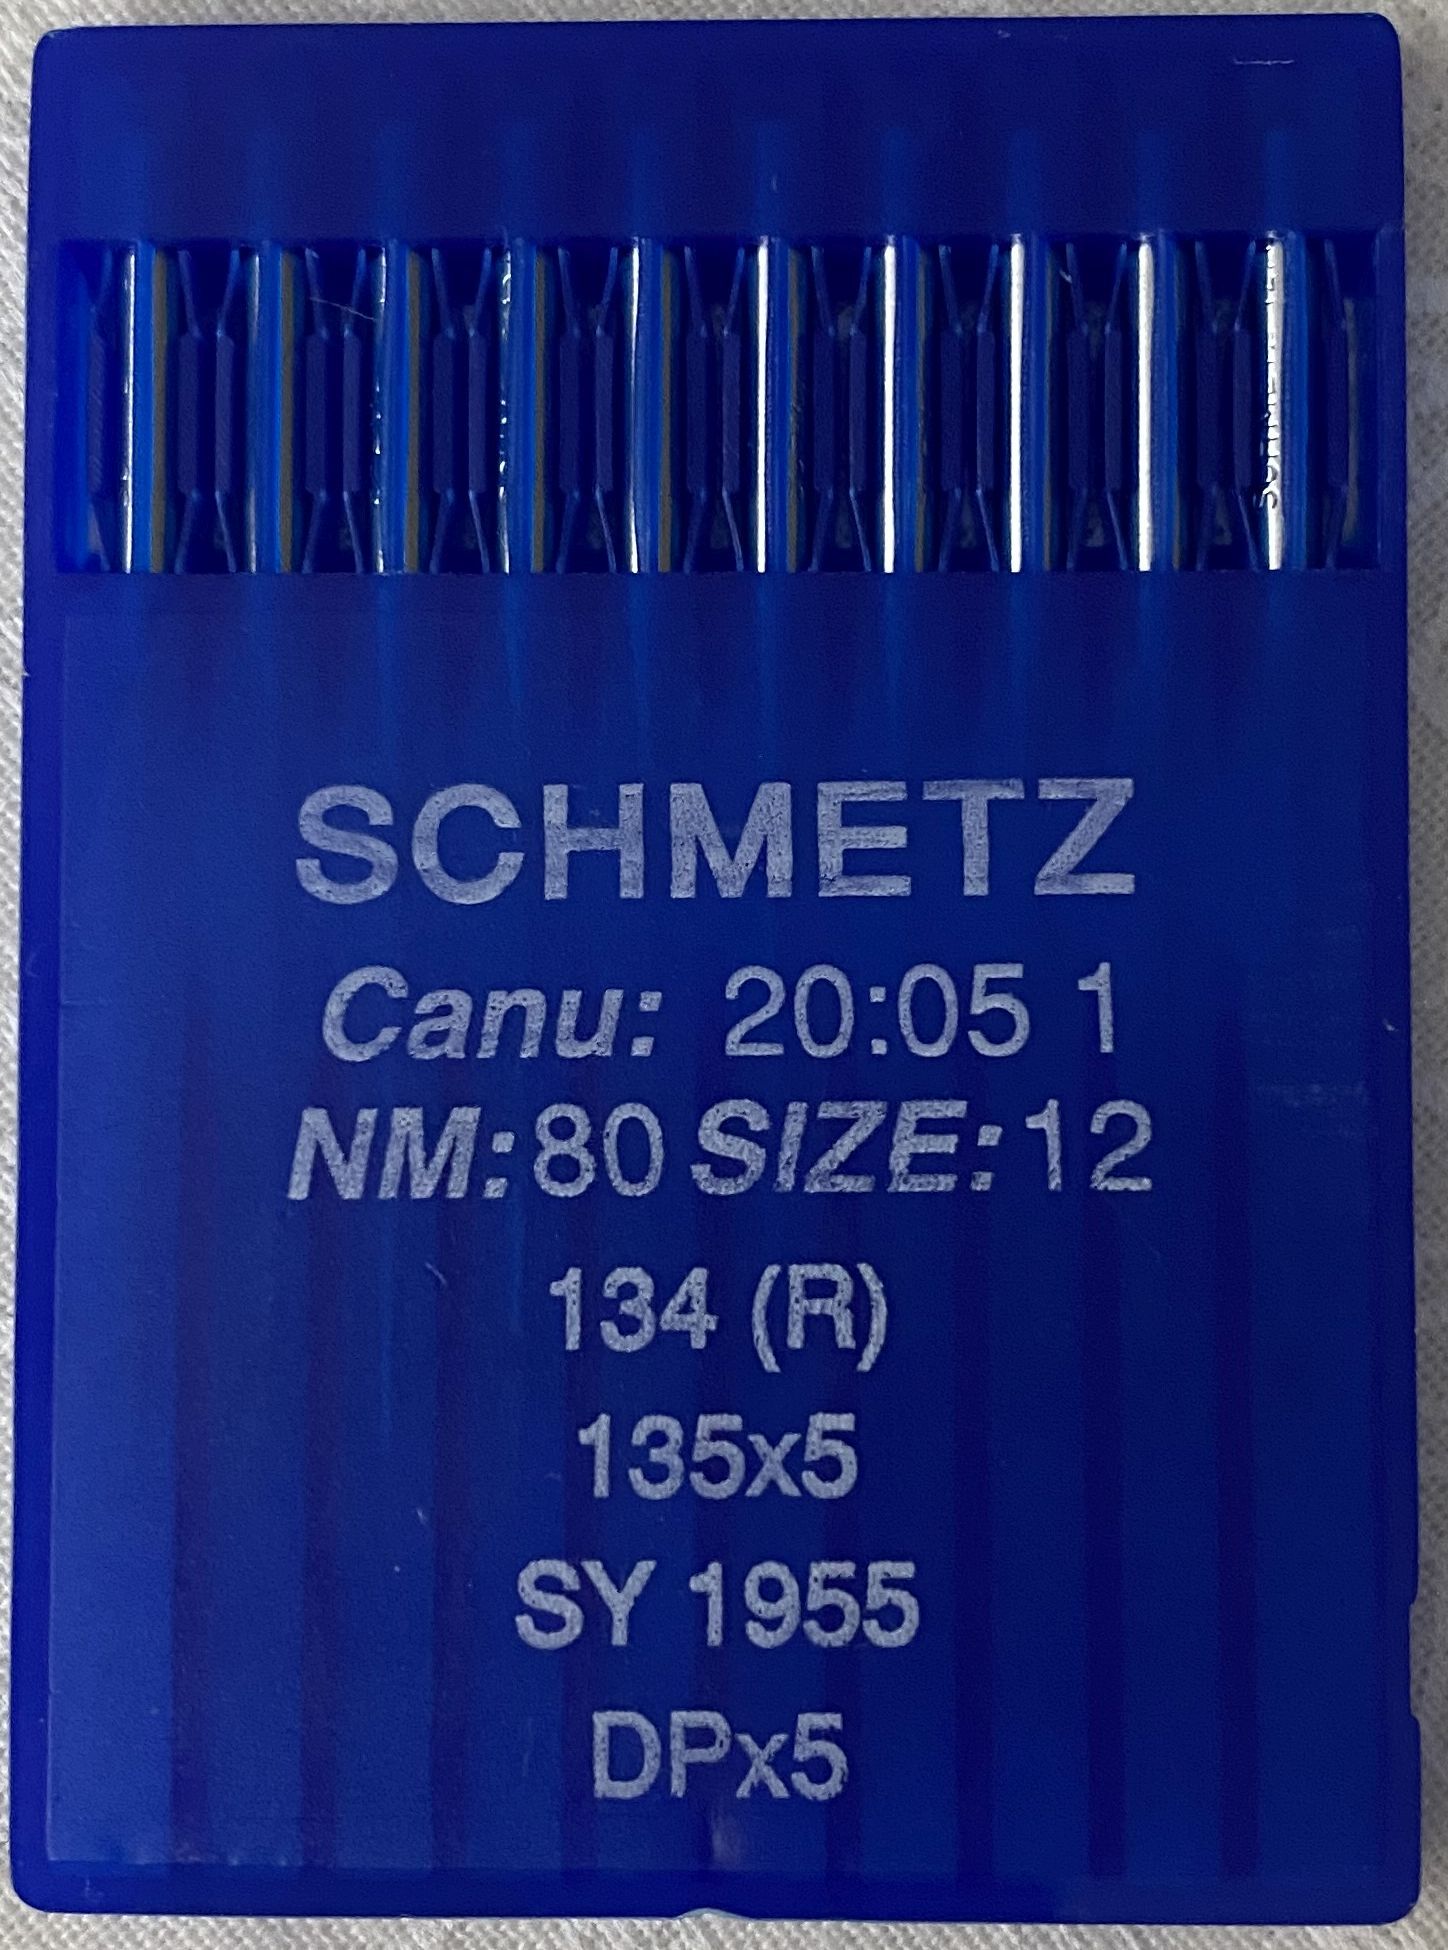 SCHMETZ
Canu: 20:05 1
NM:80 SIZE:12
134 (R)
135x5
SY 1955
DPx5